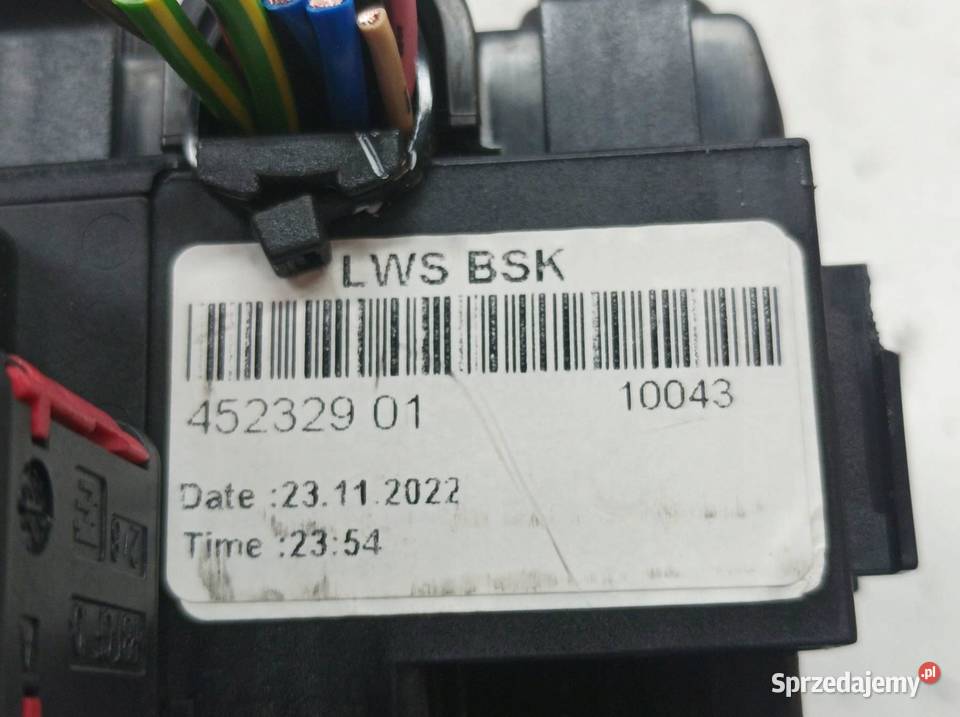 LWS BSK
452329 01 10043
Date :23.11.2022
Time :23:54
Sprzedajemy.pl